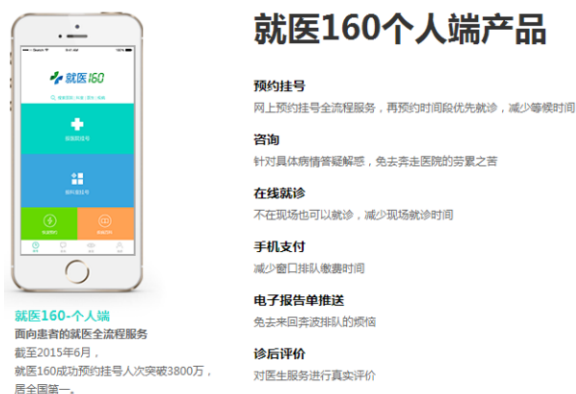 就医160个人端产品
就医160
预约挂号
网上预约挂号全流程服务，再预约时间段优先就诊，减少等候时间
咨询
针对具体病情答疑解惑，免去奔走医院的劳累之苦
在线就诊
不在现场也可以就诊，减少现场就诊时间
手机支付
减少窗口排队缴费时间
电子报告单推送
免去来回奔波排队的烦恼
诊后评价
对医生服务进行真实评价
就医160-个人端
面向患者的就医全流程服务
截至2015年6月，
就医160成功预约挂号人次突破3800万，
居全国第一。